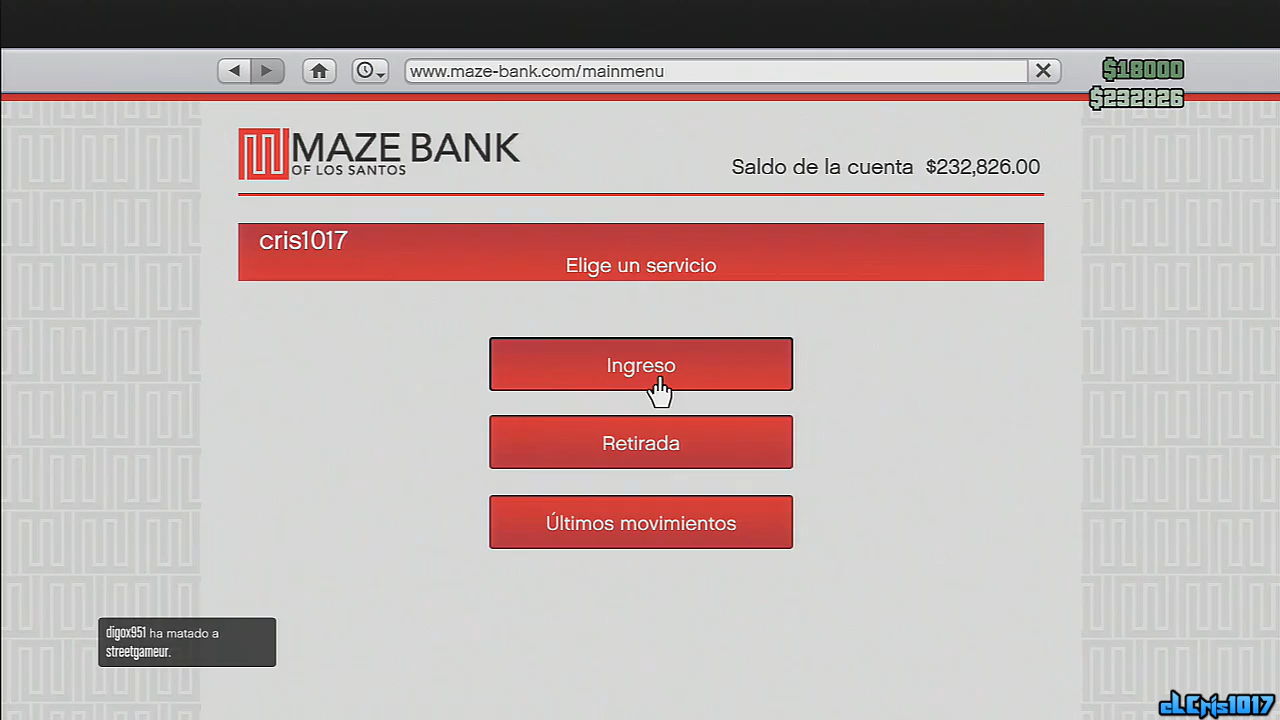 www.maze-bank.com/mainmenu
$18000
$232826
MAZE BANK
OF LOS SANTOS
Saldo de la cuenta $232,826.00
cris1017
Elige un servicio
Ingreso
Retirada
Últimos movimientos
digox951 ha matado a
streetgameur.
cLCris1017